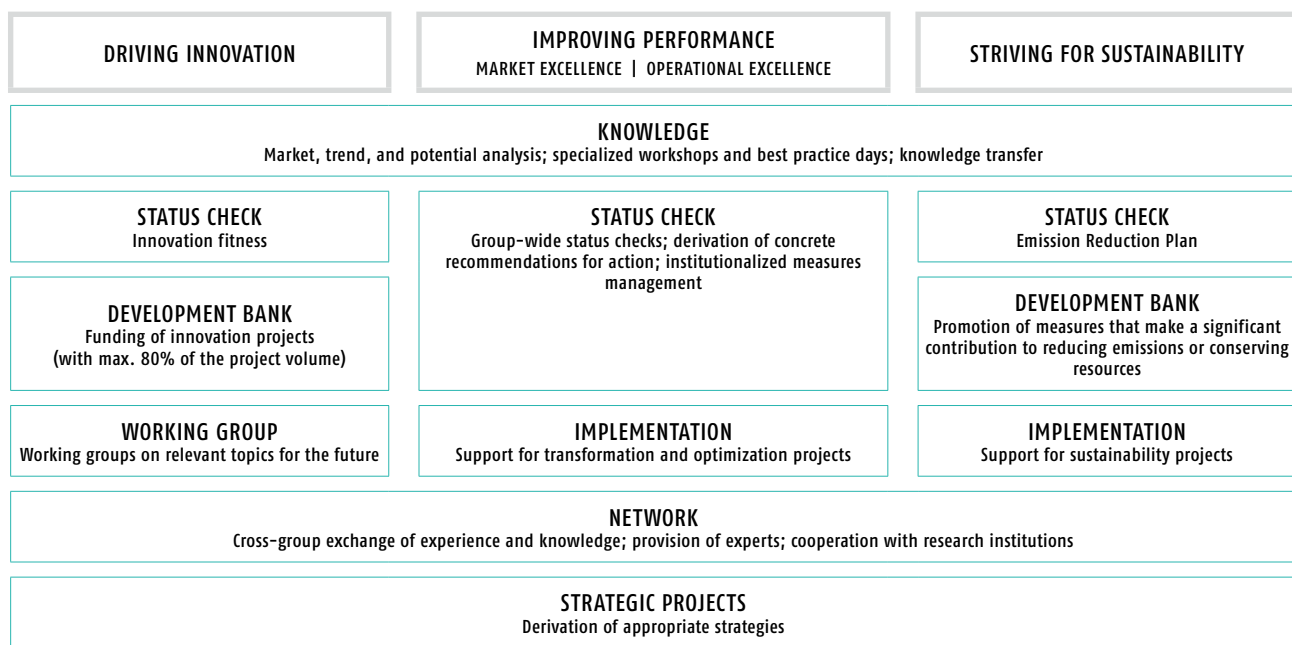 DRIVING INNOVATION
IMPROVING PERFORMANCE
MARKET EXCELLENCE | OPERATIONAL EXCELLENCE
STRIVING FOR SUSTAINABILITY
KNOWLEDGE
Market, trend, and potential analysis; specialized workshops and best practice days; knowledge transfer
STATUS CHECK
Innovation fitness
STATUS CHECK
Group-wide status checks; derivation of concrete
recommendations for action; institutionalized measures
management
STATUS CHECK
Emission Reduction Plan
DEVELOPMENT BANK
Funding of innovation projects
(with max. 80% of the project volume)
DEVELOPMENT BANK
Promotion of measures that make a significant
contribution to reducing emissions or conserving
resources
WORKING GROUP
Working groups on relevant topics for the future
IMPLEMENTATION
Support for transformation and optimization projects
IMPLEMENTATION
Support for sustainability projects
NETWORK
Cross-group exchange of experience and knowledge; provision of experts; cooperation with research institutions
STRATEGIC PROJECTS
Derivation of appropriate strategies